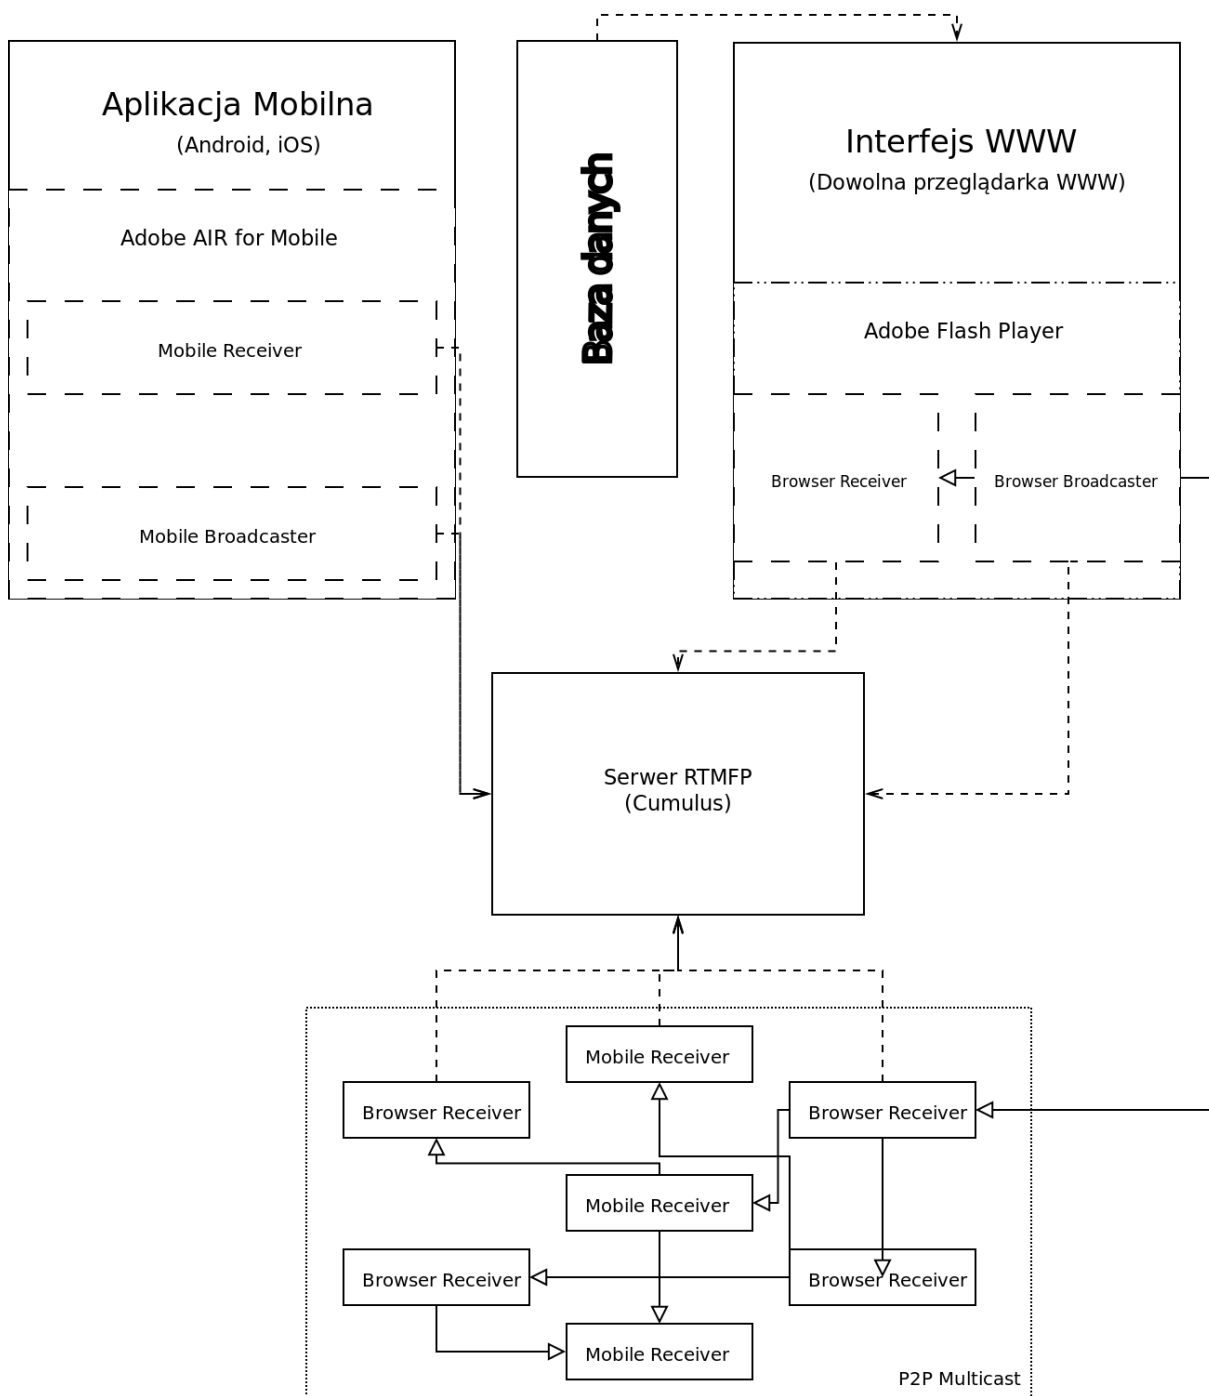 Aplikacja Mobilna
(Android, iOS)
Adobe AIR for Mobile
Mobile Receiver
Mobile Broadcaster
Baza danych
Interfejs WWW
(Dowolna przeglądarka WWW)
Adobe Flash Player
Browser Receiver
Browser Broadcaster
Serwer RTMFP
(Cumulus)
Mobile Receiver
Browser Receiver
Browser Receiver
Mobile Receiver
Browser Receiver
Browser Receiver
Mobile Receiver
P2P Multicast